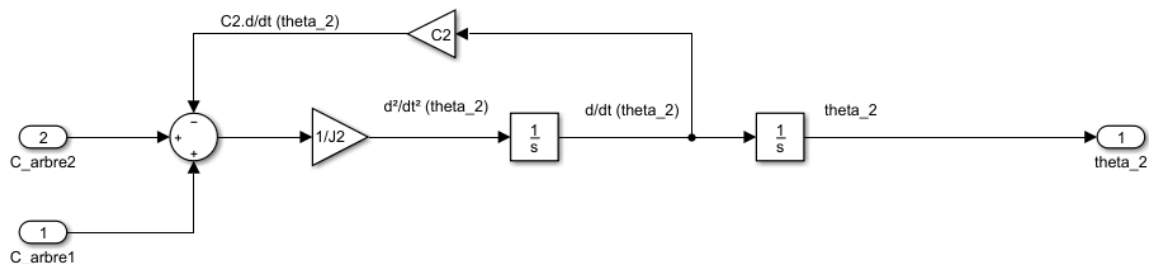 C2.d/dt (theta_2)
C2
d²/dt² (theta_2)
d/dt (theta_2)
theta_2
2
C_arbre2
−
+
+
1/J2
1
s
1
s
1
theta_2
1
C_arbre1